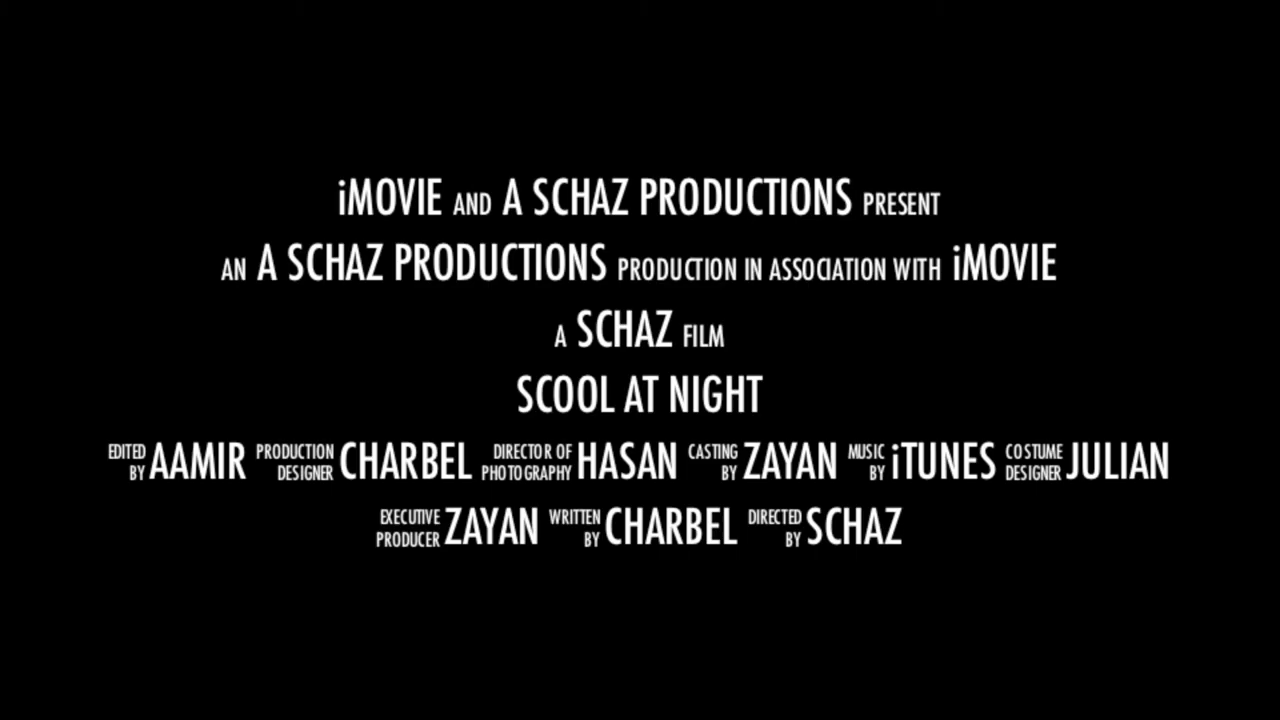 iMOVIE AND A SCHAZ PRODUCTIONS PRESENT
AN A SCHAZ PRODUCTIONS PRODUCTION IN ASSOCIATION WITH iMOVIE
A SCHAZ FILM
SCOOL AT NIGHT
EDITED BY AAMIR PRODUCTION DESIGNER CHARBEL DIRECTOR OF PHOTOGRAPHY HASAN CASTING BY ZAYAN MUSIC BY iTUNES COSTUME DESIGNER JULIAN
EXECUTIVE PRODUCER ZAYAN WRITTEN BY CHARBEL DIRECTED BY SCHAZ